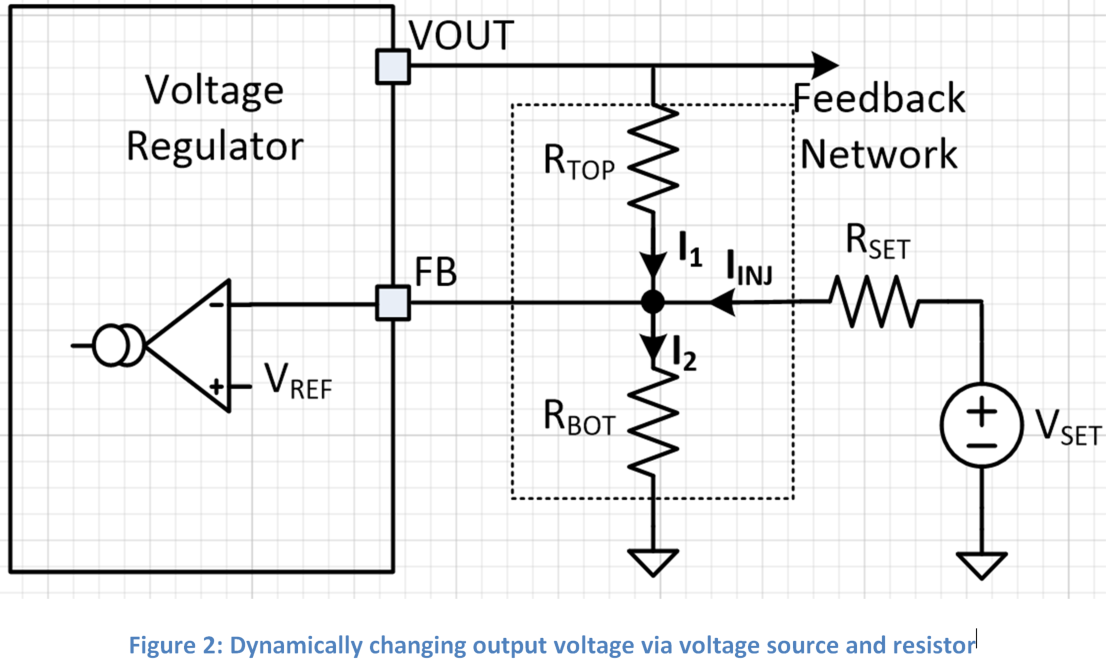 VOUT
Voltage
Regulator
Feedback
Network
RTOP
I1
IINJ
RSET
FB
I2
VREF
RBOT
VSET
Figure 2: Dynamically changing output voltage via voltage source and resistor